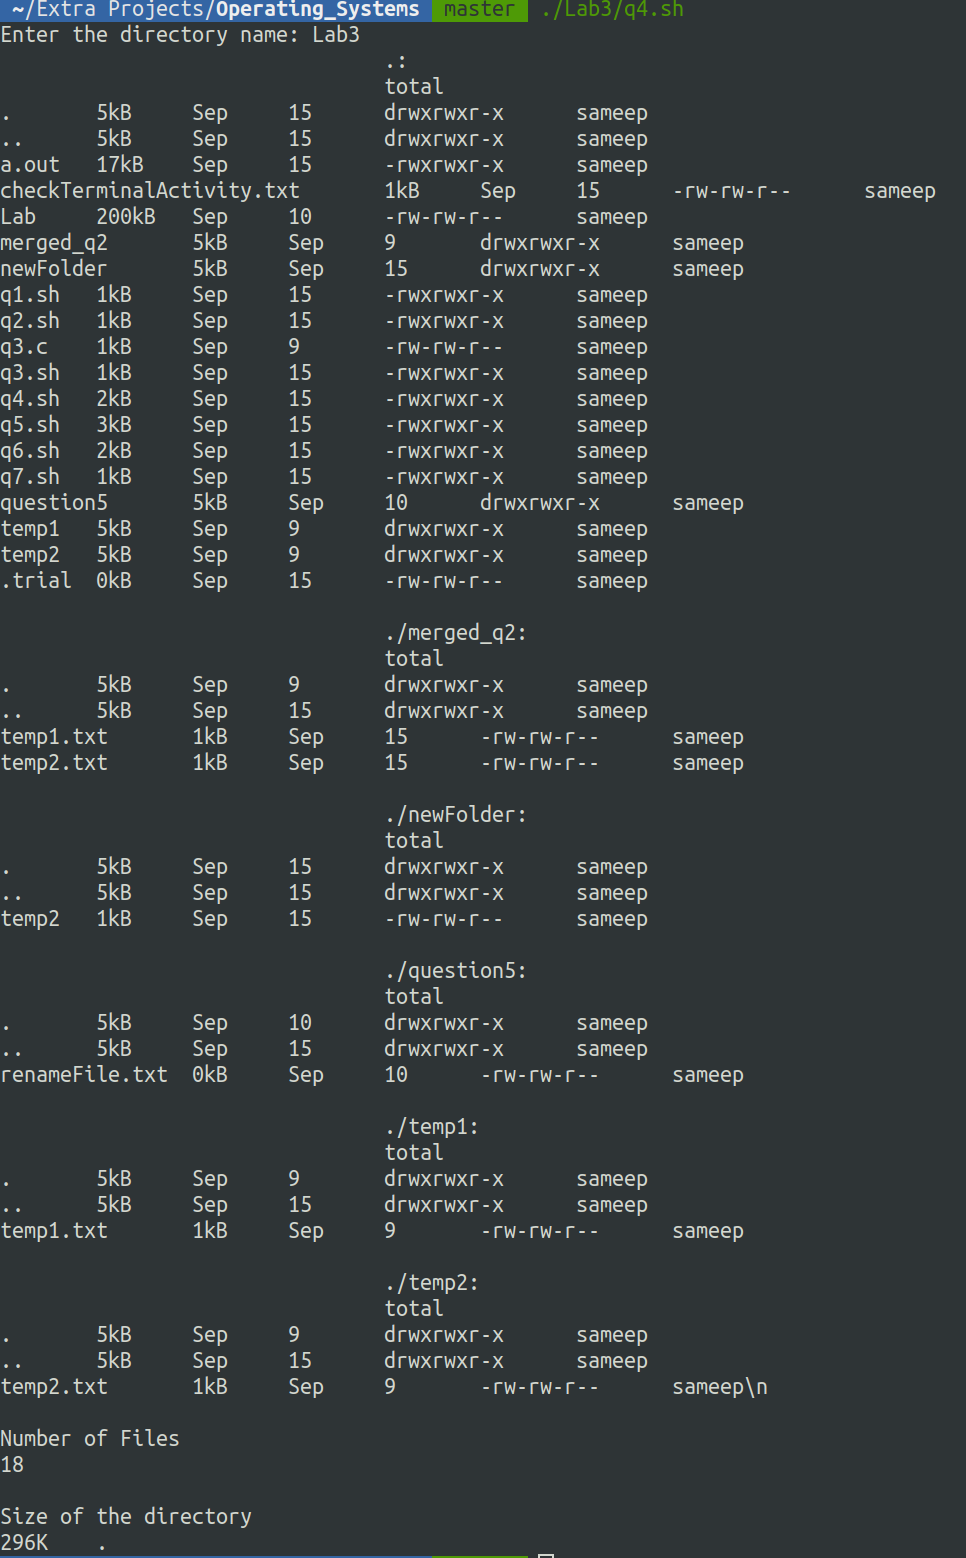 ~/Extra Projects/Operating_Systems master ./Lab3/q4.sh
Enter the directory name: Lab3
.:
total
. 5kB Sep 15 drwxrwxr-x sameep
.. 5kB Sep 15 drwxrwxr-x sameep
a.out 17kB Sep 15 -rwxrwxr-x sameep
checkTerminalActivity.txt 1kB Sep 15 -rw-rw-r-- sameep
Lab 200kB Sep 10 -rw-rw-r-- sameep
merged_q2 5kB Sep 9 drwxrwxr-x sameep
newFolder 5kB Sep 15 drwxrwxr-x sameep
q1.sh 1kB Sep 15 -rwxrwxr-x sameep
q2.sh 1kB Sep 15 -rwxrwxr-x sameep
q3.c 1kB Sep 9 -rw-rw-r-- sameep
q3.sh 1kB Sep 15 -rwxrwxr-x sameep
q4.sh 2kB Sep 15 -rwxrwxr-x sameep
q5.sh 3kB Sep 15 -rwxrwxr-x sameep
q6.sh 2kB Sep 15 -rwxrwxr-x sameep
q7.sh 1kB Sep 15 -rwxrwxr-x sameep
question5 5kB Sep 10 drwxrwxr-x sameep
temp1 5kB Sep 9 drwxrwxr-x sameep
temp2 5kB Sep 9 drwxrwxr-x sameep
.trial 0kB Sep 15 -rw-rw-r-- sameep
./merged_q2:
total
. 5kB Sep 9 drwxrwxr-x sameep
.. 5kB Sep 15 drwxrwxr-x sameep
temp1.txt 1kB Sep 15 -rw-rw-r-- sameep
temp2.txt 1kB Sep 15 -rw-rw-r-- sameep
./newFolder:
total
. 5kB Sep 15 drwxrwxr-x sameep
.. 5kB Sep 15 drwxrwxr-x sameep
temp2 1kB Sep 15 -rw-rw-r-- sameep
./question5:
total
. 5kB Sep 10 drwxrwxr-x sameep
.. 5kB Sep 15 drwxrwxr-x sameep
renameFile.txt 0kB Sep 10 -rw-rw-r-- sameep
./temp1:
total
. 5kB Sep 9 drwxrwxr-x sameep
.. 5kB Sep 15 drwxrwxr-x sameep
temp1.txt 1kB Sep 9 -rw-rw-r-- sameep
./temp2:
total
. 5kB Sep 9 drwxrwxr-x sameep
.. 5kB Sep 15 drwxrwxr-x sameep
temp2.txt 1kB Sep 9 -rw-rw-r-- sameep\n
Number of Files
18
Size of the directory
296K .